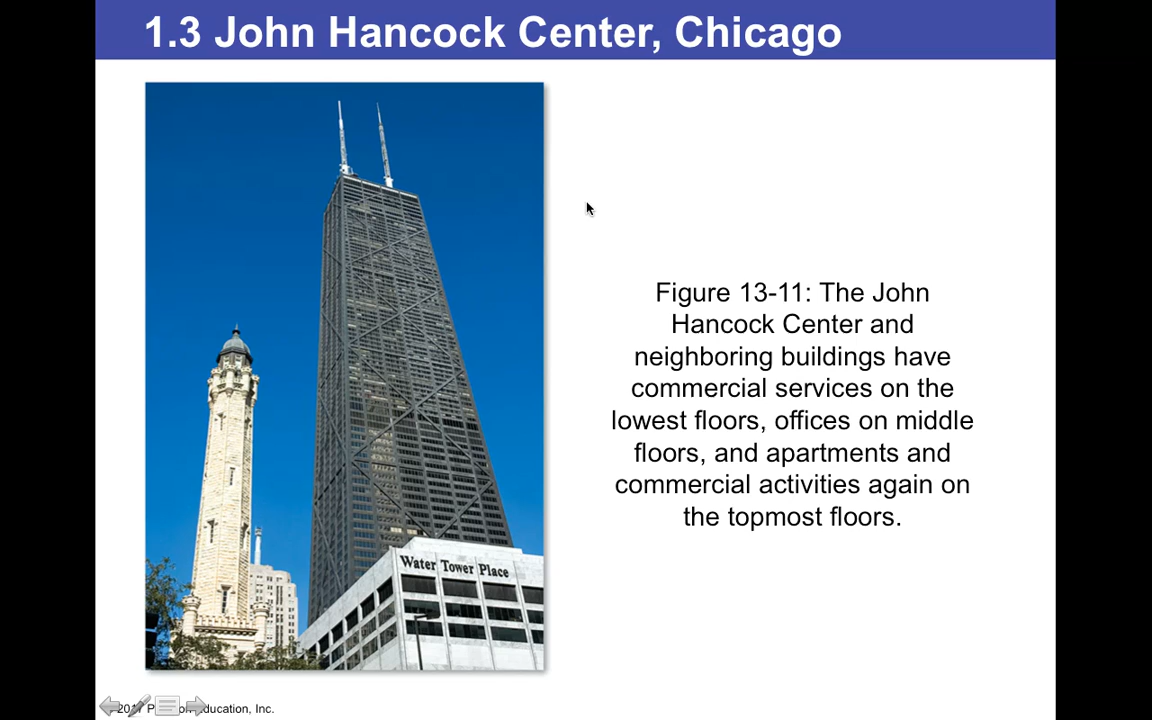 1.3 John Hancock Center, Chicago
Water Tower Place
Figure 13-11: The John
Hancock Center and
neighboring buildings have
commercial services on the
lowest floors, offices on middle
floors, and apartments and
commercial activities again on
the topmost floors.
ducation, Inc.